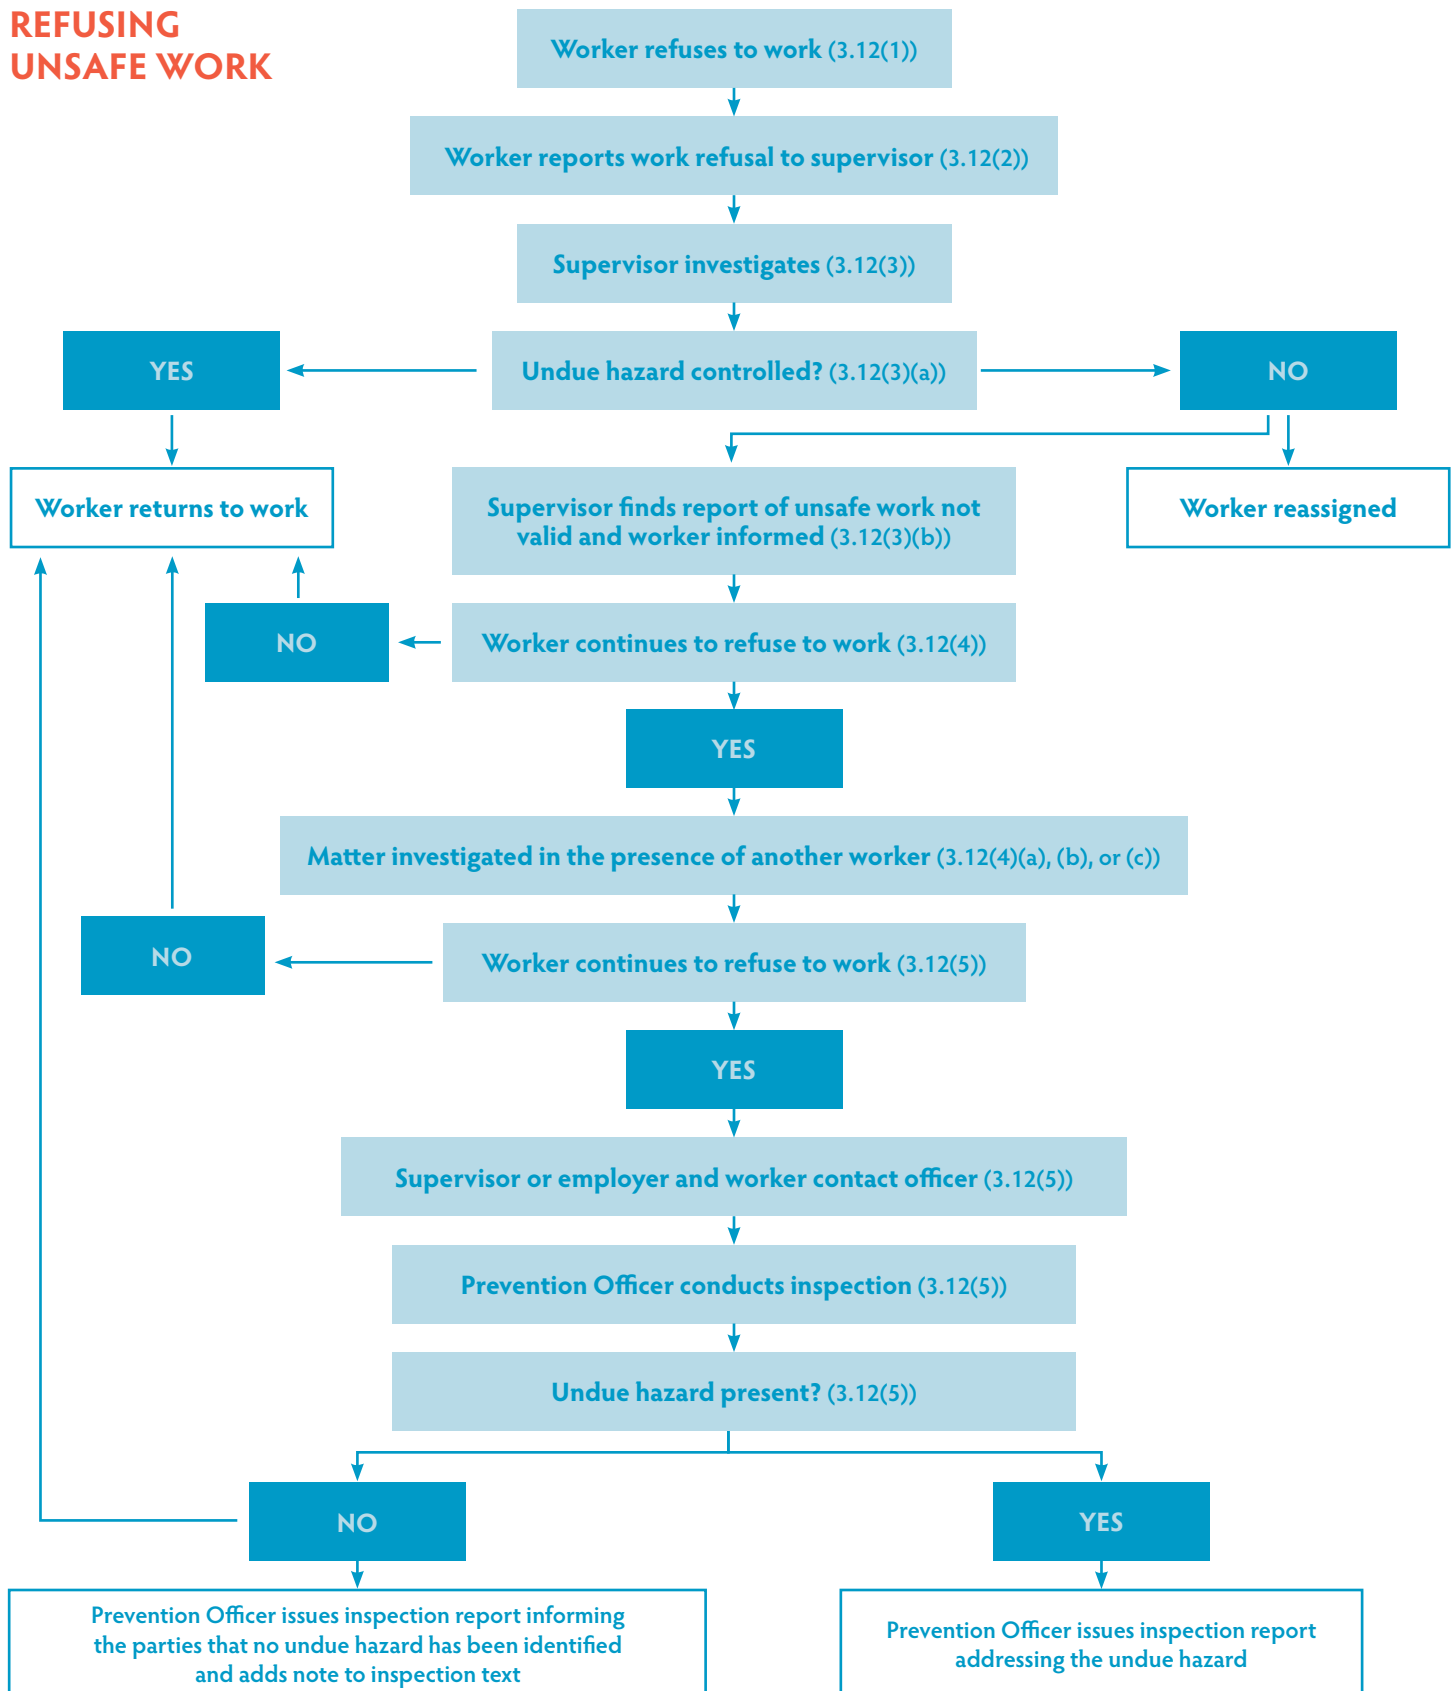 REFUSING
UNSAFE WORK
Worker refuses to work (3.12(1))
Worker reports work refusal to supervisor (3.12(2))
Supervisor investigates (3.12(3))
YES
Undue hazard controlled? (3.12(3)(a))
NO
Worker returns to work
Supervisor finds report of unsafe work not
valid and worker informed (3.12(3)(b))
Worker reassigned
NO
Worker continues to refuse to work (3.12(4))
YES
Matter investigated in the presence of another worker (3.12(4)(a), (b), or (c))
NO
Worker continues to refuse to work (3.12(5))
YES
Supervisor or employer and worker contact officer (3.12(5))
Prevention Officer conducts inspection (3.12(5))
Undue hazard present? (3.12(5))
NO
YES
Prevention Officer issues inspection report informing
the parties that no undue hazard has been identified
and adds note to inspection text
Prevention Officer issues inspection report
addressing the undue hazard